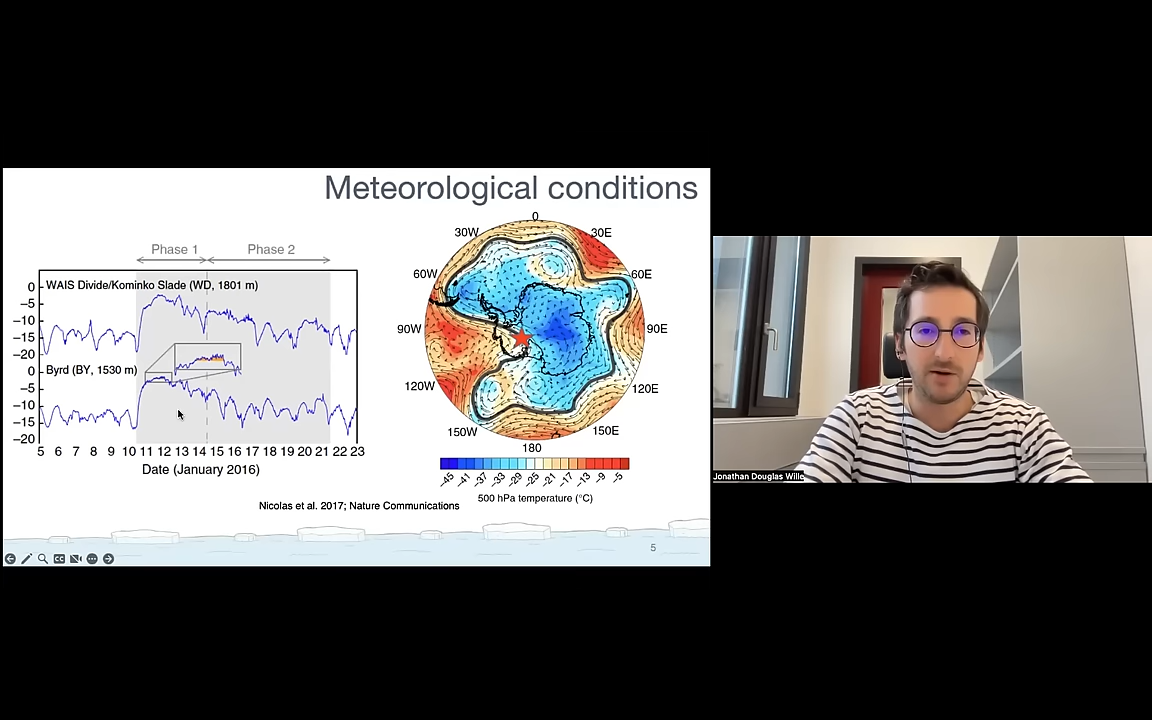 Meteorological conditions
Phase 1
Phase 2
WAIS Divide/Kominko Slade (WD, 1801 m)
0
−5
−10
−15
−20
Byrd (BY, 1530 m)
0
−5
−10
−15
−20
5 6 7 8 9 10 11 12 13 14 15 16 17 18 19 20 21 22 23
Date (January 2016)
0
30W
30E
60W
60E
90W
90E
120W
120E
150W
150E
180
−45 −41 −37 −33 −29 −25 −21 −17 −13 −9 −5
500 hPa temperature (°C)
Nicolas et al. 2017; Nature Communications
5
CC
Jonathan Douglas Wille